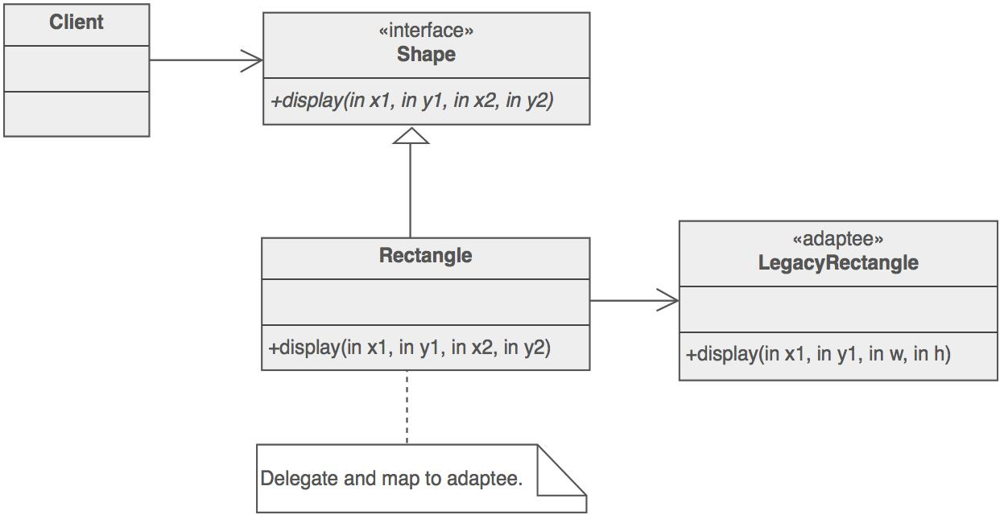 Client
«interface»
Shape
+display(in x1, in y1, in x2, in y2)
Rectangle
+display(in x1, in y1, in x2, in y2)
«adaptee»
LegacyRectangle
+display(in x1, in y1, in w, in h)
Delegate and map to adaptee.